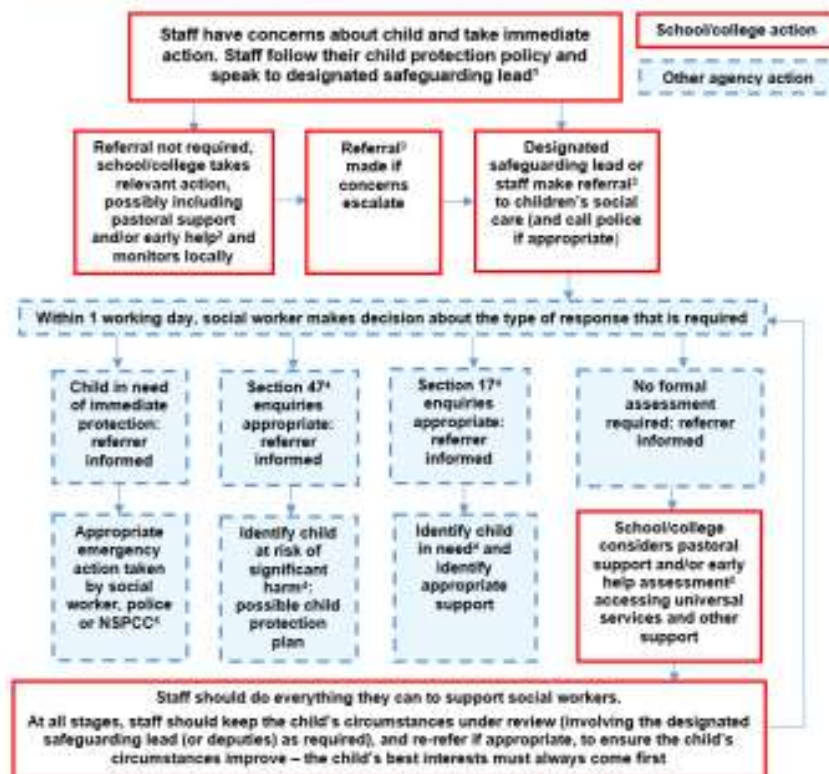 Staff have concerns about child and take immediate
action. Staff follow their child protection policy and
speak to designated safeguarding lead¹
School/college action
Other agency action
Referral not required,
school/college takes
relevant action,
possibly including
pastoral support
and/or early help² and
monitors locally
Referral³
made if
concerns
escalate
Designated
safeguarding lead or
staff make referral³
to children's social
care (and call police
if appropriate)
Within 1 working day, social worker makes decision about the type of response that is required
Child in need
of immediate
protection:
referrer
informed
Section 47⁴
enquiries
appropriate:
referrer
informed
Section 17⁴
enquiries
appropriate:
referrer
informed
No formal
assessment
required: referrer
informed
Appropriate
emergency
action taken
by social
worker, police
or NSPCC⁵
Identify child
at risk of
significant
harm⁴:
possible child
protection
plan
Identify child
in need⁴ and
identify
appropriate
support
School/college
considers pastoral
support and/or early
help assessment²
accessing universal
services and other
support
Staff should do everything they can to support social workers.
At all stages, staff should keep the child's circumstances under review (involving the designated
safeguarding lead (or deputies) as required), and re-refer if appropriate, to ensure the child's
circumstances improve – the child's best interests must always come first